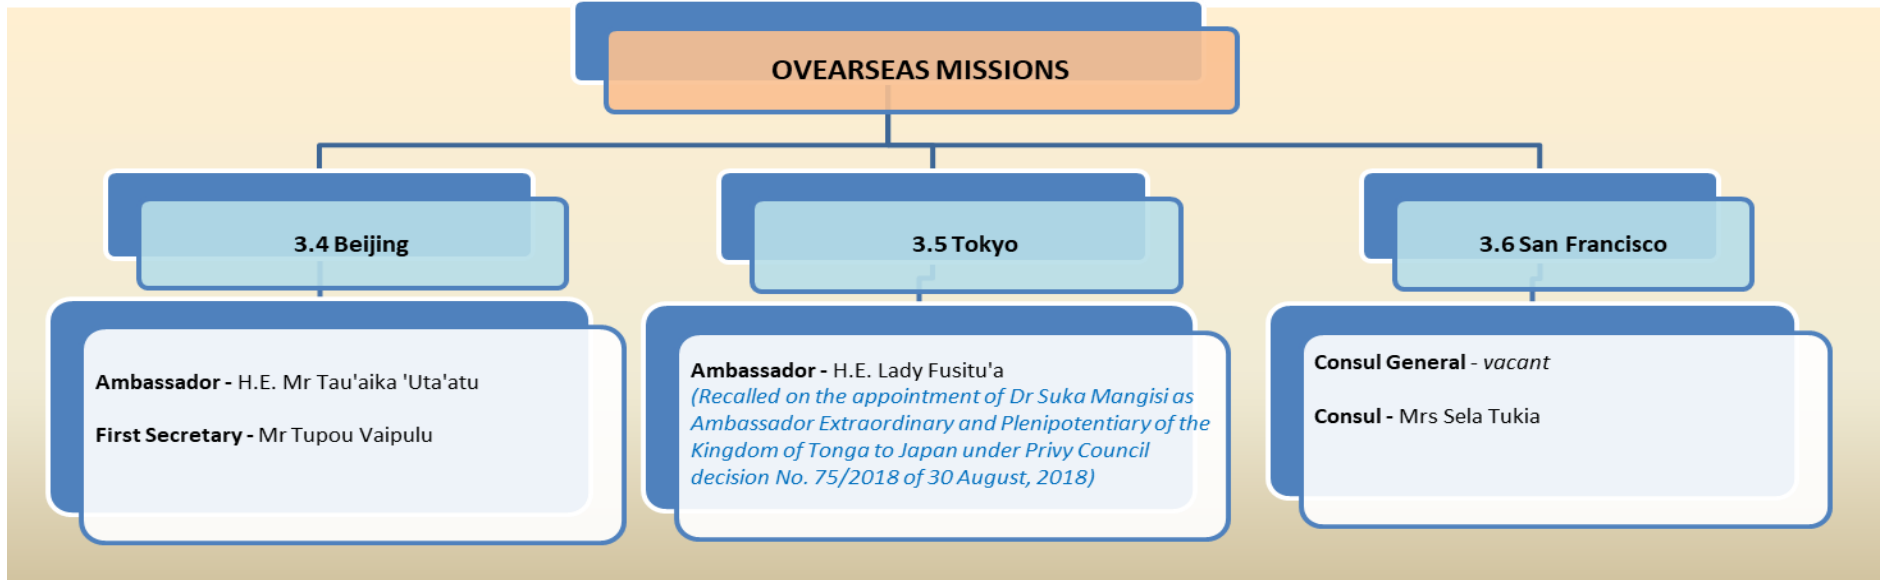 OVEARSEAS MISSIONS
3.4 Beijing
Ambassador - H.E. Mr Tau'aika 'Uta'atu
First Secretary - Mr Tupou Vaipulu
3.5 Tokyo
Ambassador - H.E. Lady Fusitu'a
(Recalled on the appointment of Dr Suka Mangisi as
Ambassador Extraordinary and Plenipotentiary of the
Kingdom of Tonga to Japan under Privy Council
decision No. 75/2018 of 30 August, 2018)
3.6 San Francisco
Consul General - vacant
Consul - Mrs Sela Tukia